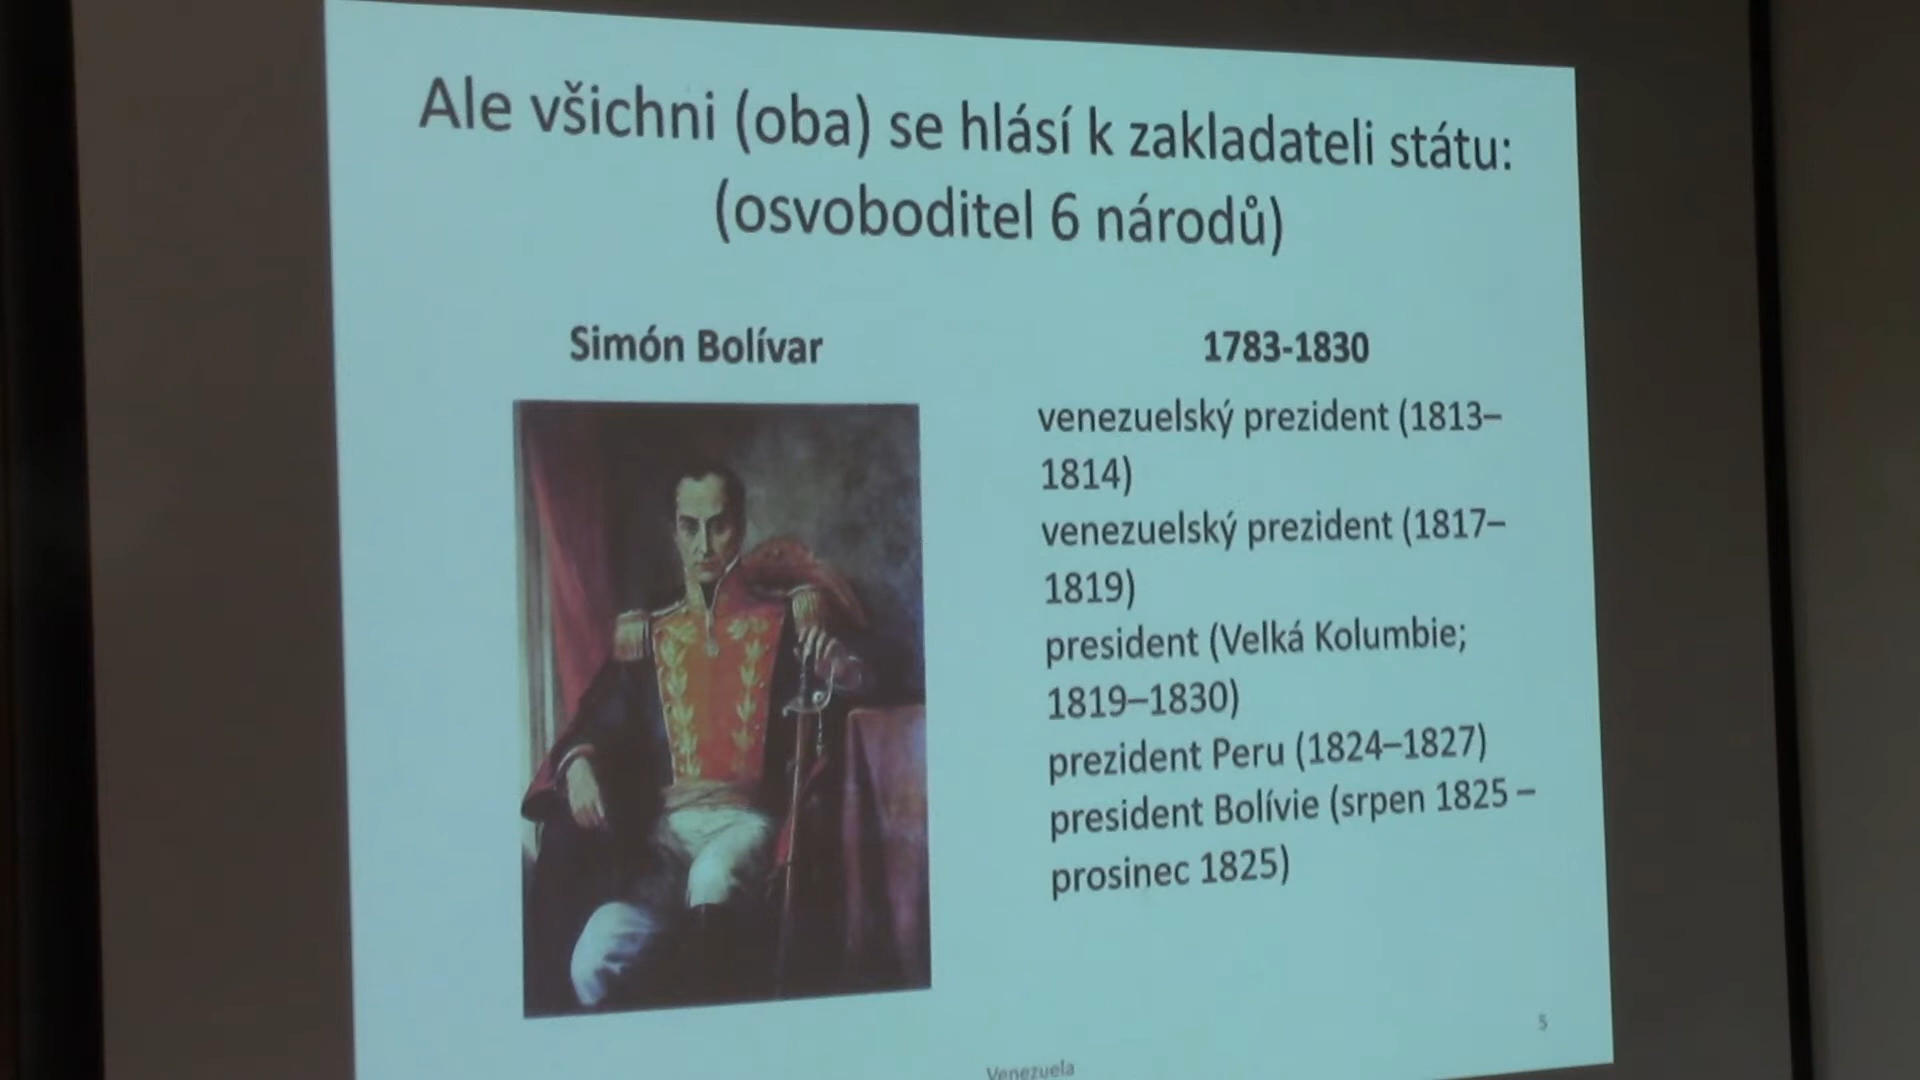 Ale všichni (oba) se hlásí k zakladateli státu:
(osvoboditel 6 národů)
Simón Bolívar
1783-1830
venezuelský prezident (1813–
1814)
venezuelský prezident (1817–
1819)
president (Velká Kolumbie;
1819–1830)
prezident Peru (1824–1827)
president Bolívie (srpen 1825 –
prosinec 1825)
5
Venezuela